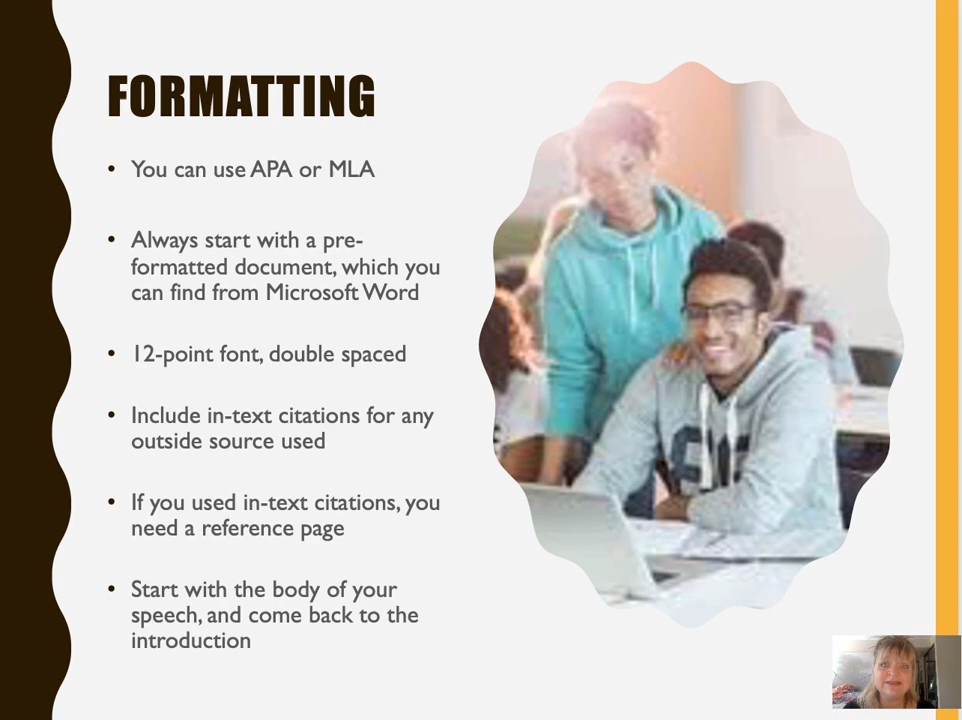 FORMATTING
• You can use APA or MLA
• Always start with a pre-
formatted document, which you
can find from Microsoft Word
• 12-point font, double spaced
• Include in-text citations for any
outside source used
• If you used in-text citations, you
need a reference page
• Start with the body of your
speech, and come back to the
introduction